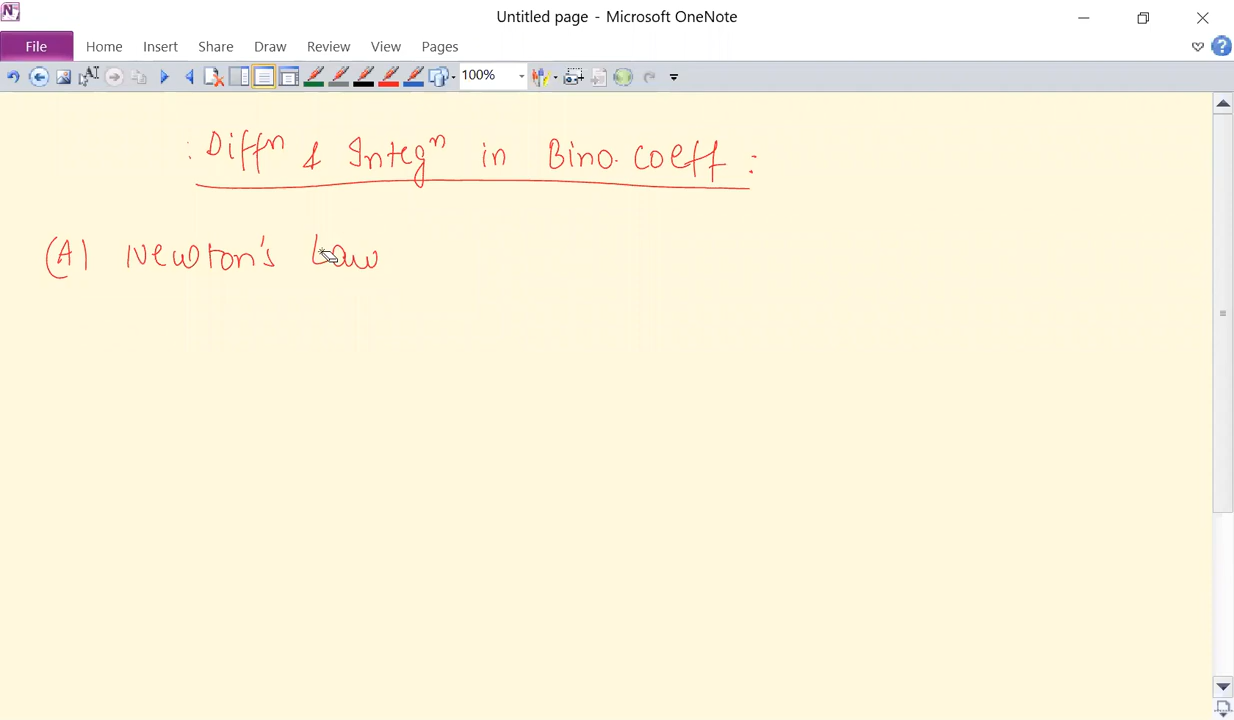 Untitled page - Microsoft OneNote
File Home Insert Share Draw Review View Pages
100%
: Diffn & Integn in Bino. Coeff :
(A) Newton's Law